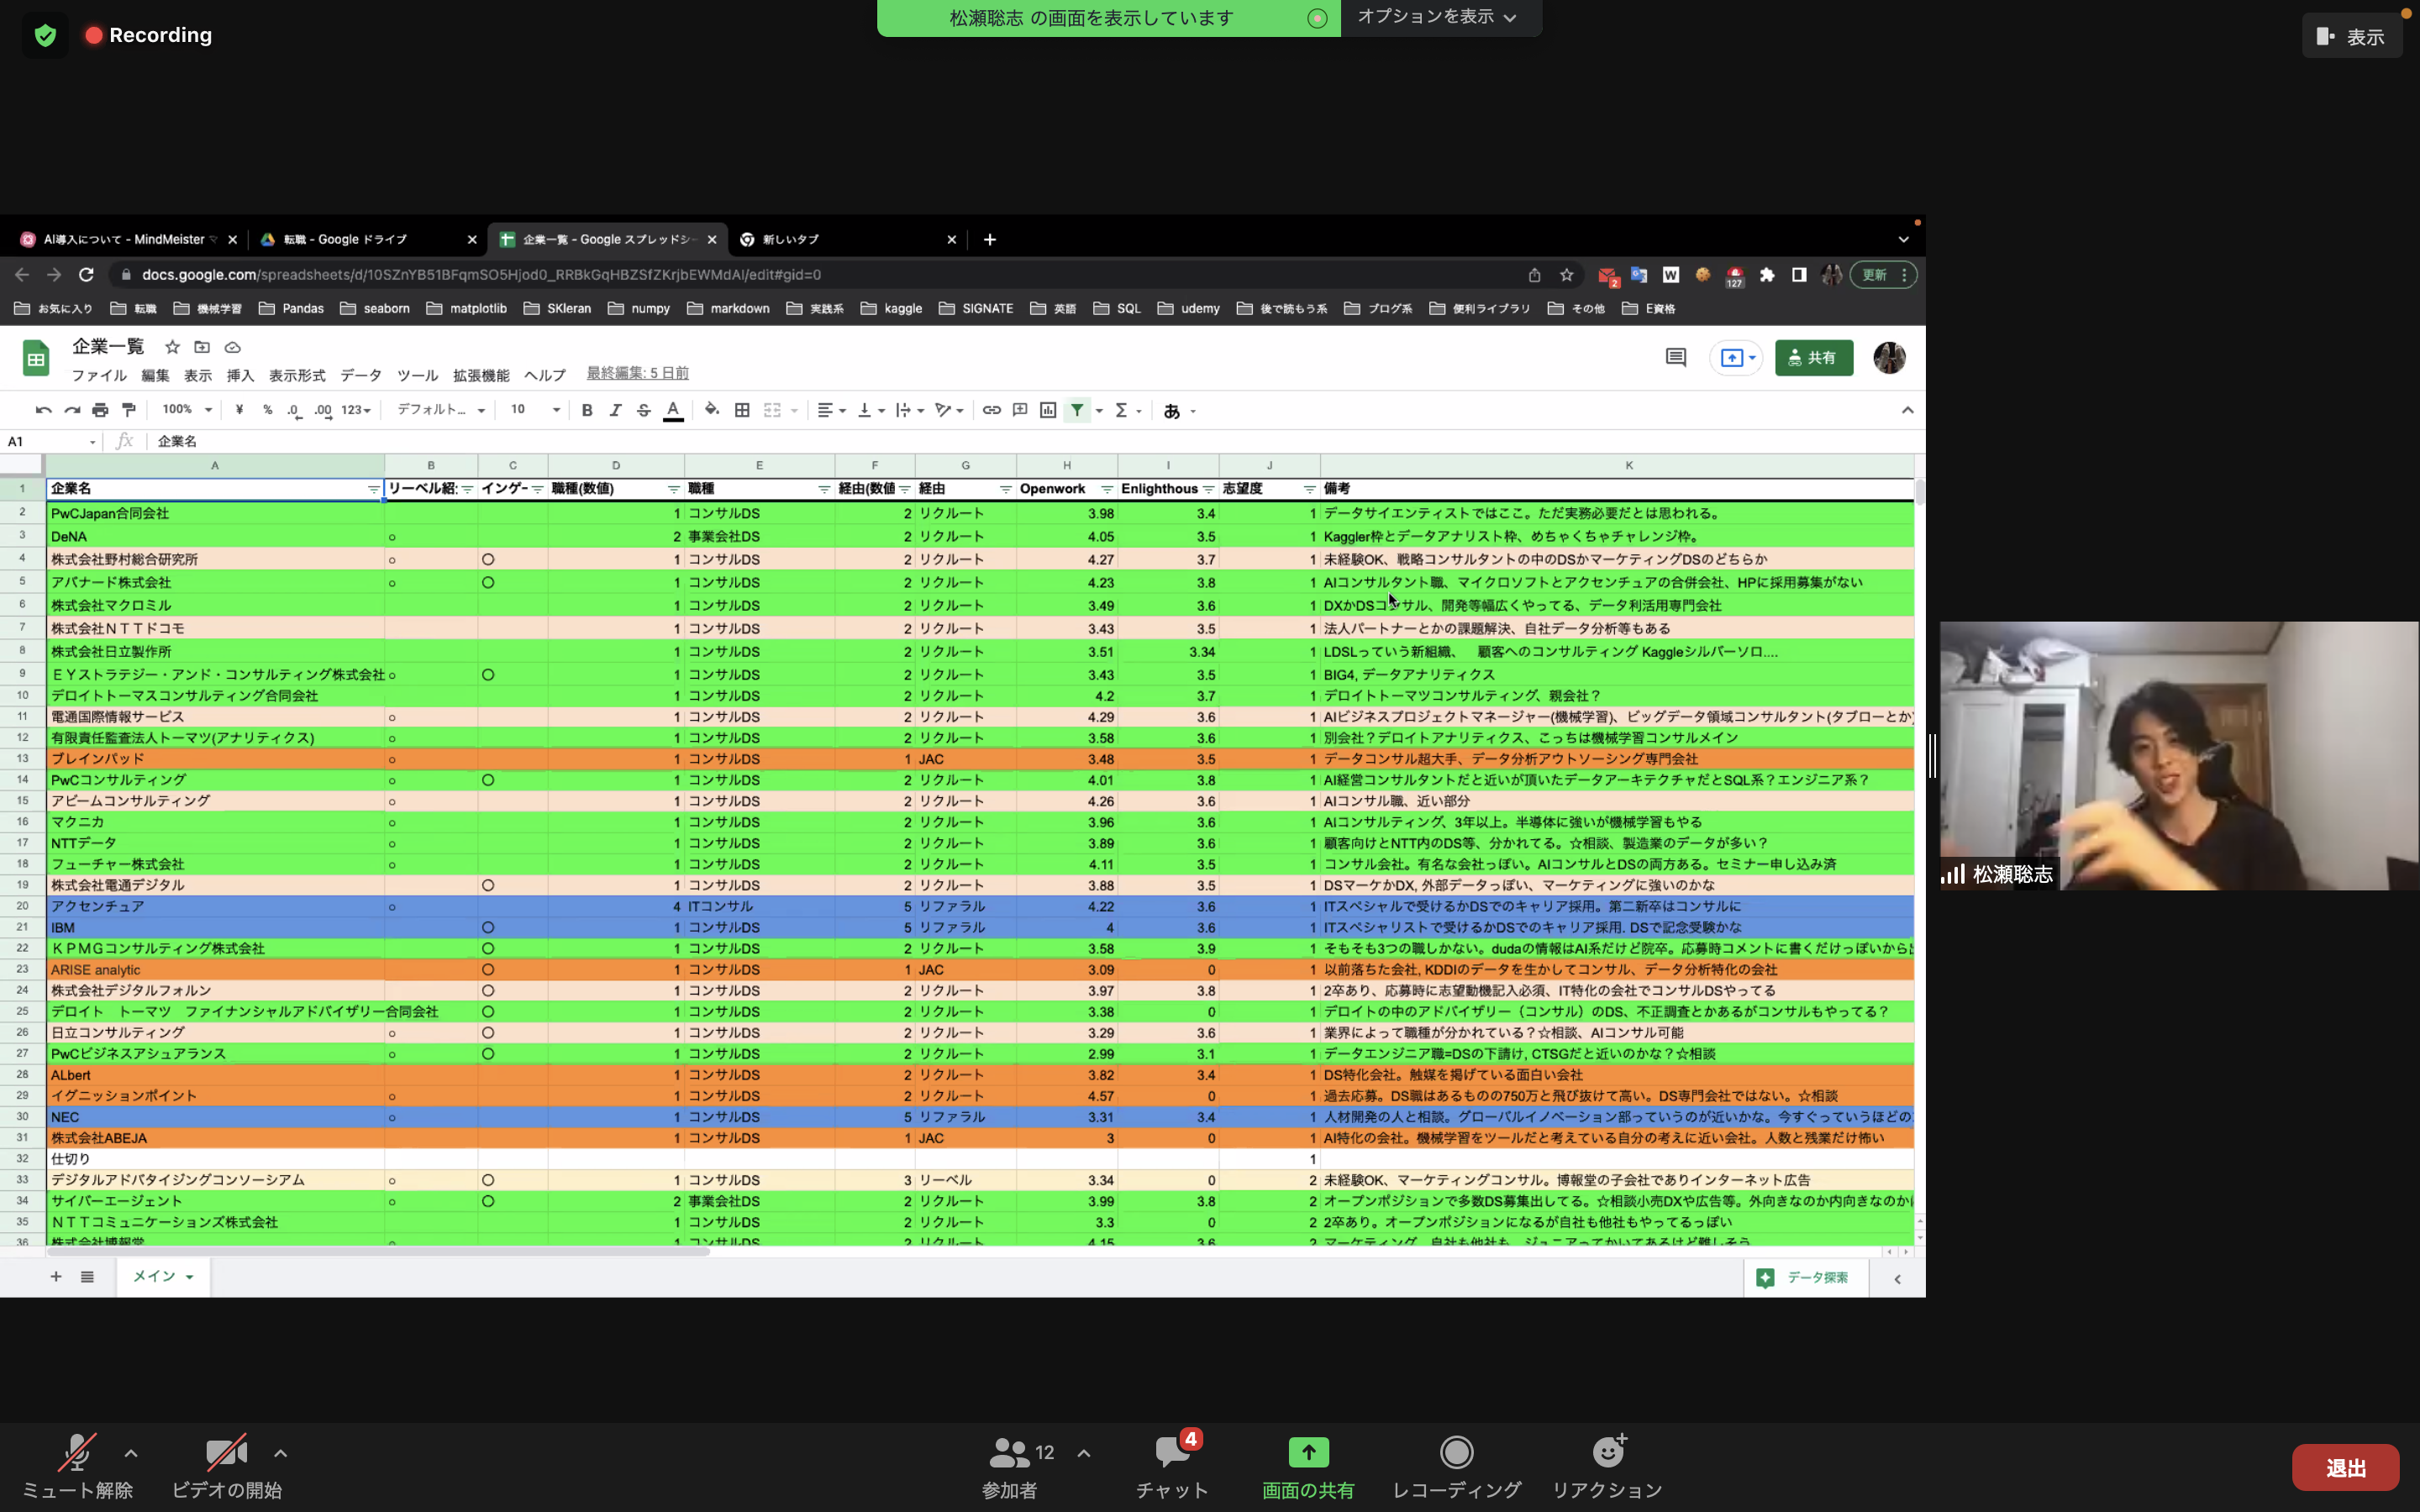 Recording
松瀬聡志 の画面を表示しています
オプションを表示
表示
AI導入について - MindMeister
転職 - Google ドライブ
企業一覧 - Google スプレッドシ
新しいタブ
docs.google.com/spreadsheets/d/10SZnYB51BFqmSO5Hjod0_RRBkGqHBZSfZKrjbEWMdAI/edit#gid=0
2
W
127
更新
お気に入り 転職 機械学習 Pandas seaborn matplotlib SKleran numpy markdown 実践系 kaggle SIGNATE 英語 SQL udemy 後で読もう系 ブログ系 便利ライブラリ その他 E資格
企業一覧
ファイル 編集 表示 挿入 表示形式 データ ツール 拡張機能 ヘルプ 最終編集: 5 日前
共有
100% ¥ % .0 .00 123 デフォルト... 10 B I S A Σ あ
A1 fx 企業名
A B C D E F G H I J K
1 企業名 リーベル紹: インゲー 職種(数値) 職種 経由(数値 経由 Openwork Enlighthous 志望度 備考
2 PwCJapan合同会社 1 コンサルDS 2 リクルート 3.98 3.4 1 データサイエンティストではここ。ただ実務必要だとは思われる。
3 DeNA ○ 2 事業会社DS 2 リクルート 4.05 3.5 1 Kaggler枠とデータアナリスト枠、めちゃくちゃチャレンジ枠。
4 株式会社野村総合研究所 ○ ○ 1 コンサルDS 2 リクルート 4.27 3.7 1 未経験OK、戦略コンサルタントの中のDSかマーケティングDSのどちらか
5 アバナード株式会社 ○ ○ 1 コンサルDS 2 リクルート 4.23 3.8 1 AIコンサルタント職、マイクロソフトとアクセンチュアの合併会社、HPに採用募集がない
6 株式会社マクロミル 1 コンサルDS 2 リクルート 3.49 3.6 1 DXかDSコンサル、開発等幅広くやってる、データ利活用専門会社
7 株式会社ＮＴＴドコモ 1 コンサルDS 2 リクルート 3.43 3.5 1 法人パートナーとかの課題解決、自社データ分析等もある
8 株式会社日立製作所 1 コンサルDS 2 リクルート 3.51 3.34 1 LDSLっていう新組織、 顧客へのコンサルティング Kaggleシルバーソロ....
9 ＥＹストラテジー・アンド・コンサルティング株式会社 ○ ○ 1 コンサルDS 2 リクルート 3.43 3.5 1 BIG4, データアナリティクス
10 デロイトトーマスコンサルティング合同会社 1 コンサルDS 2 リクルート 4.2 3.7 1 デロイトトーマツコンサルティング、親会社？
11 電通国際情報サービス ○ 1 コンサルDS 2 リクルート 4.29 3.6 1 AIビジネスプロジェクトマネージャー(機械学習)、ビッグデータ領域コンサルタント(タブローとか)
12 有限責任監査法人トーマツ(アナリティクス) ○ 1 コンサルDS 2 リクルート 3.58 3.6 1 別会社？デロイトアナリティクス、こっちは機械学習コンサルメイン
13 ブレインパッド ○ 1 コンサルDS 1 JAC 3.48 3.5 1 データコンサル超大手、データ分析アウトソーシング専門会社
14 PwCコンサルティング ○ ○ 1 コンサルDS 2 リクルート 4.01 3.8 1 AI経営コンサルタントだと近いが頂いたデータアーキテクチャだとSQL系？エンジニア系？
15 アビームコンサルティング ○ 1 コンサルDS 2 リクルート 4.26 3.6 1 AIコンサル職、近い部分
16 マクニカ ○ 1 コンサルDS 2 リクルート 3.96 3.6 1 AIコンサルティング、3年以上。半導体に強いが機械学習もやる
17 NTTデータ ○ 1 コンサルDS 2 リクルート 3.89 3.6 1 顧客向けとNTT内のDS等、分かれてる。☆相談、製造業のデータが多い？
18 フューチャー株式会社 ○ 1 コンサルDS 2 リクルート 4.11 3.5 1 コンサル会社。有名な会社っぽい。AIコンサルとDSの両方ある。セミナー申し込み済
19 株式会社電通デジタル ○ 1 コンサルDS 2 リクルート 3.88 3.5 1 DSマーケかDX, 外部データっぽい、マーケティングに強いのかな
20 アクセンチュア ○ 4 ITコンサル 5 リファラル 4.22 3.6 1 ITスペシャルで受けるかDSでのキャリア採用。第二新卒はコンサルに
21 IBM ○ 1 コンサルDS 5 リファラル 4 3.6 1 ITスペシャリストで受けるかDSでのキャリア採用. DSで記念受験かな
22 ＫＰＭＧコンサルティング株式会社 ○ 1 コンサルDS 2 リクルート 3.58 3.9 1 そもそも3つの職しかない。dudaの情報はAI系だけど院卒。応募時コメントに書くだけっぽいから
23 ARISE analytic ○ 1 コンサルDS 1 JAC 3.09 0 1 以前落ちた会社, KDDIのデータを生かしてコンサル、データ分析特化の会社
24 株式会社デジタルフォルン ○ 1 コンサルDS 2 リクルート 3.97 3.8 1 2卒あり、応募時に志望動機記入必須、IT特化の会社でコンサルDSやってる
25 デロイト トーマツ ファイナンシャルアドバイザリー合同会社 ○ 1 コンサルDS 2 リクルート 3.38 0 1 デロイトの中のアドバイザリー（コンサル）のDS、不正調査とかあるがコンサルもやってる？
26 日立コンサルティング ○ ○ 1 コンサルDS 2 リクルート 3.29 3.6 1 業界によって職種が分かれている？☆相談、AIコンサル可能
27 PwCビジネスアシュアランス ○ ○ 1 コンサルDS 2 リクルート 2.99 3.1 1 データエンジニア職=DSの下請け, CTSGだと近いのかな？☆相談
28 ALbert 1 コンサルDS 2 リクルート 3.82 3.4 1 DS特化会社。触媒を掲げている面白い会社
29 イグニッションポイント ○ 1 コンサルDS 2 リクルート 4.57 0 1 過去応募。DS職はあるものの750万と飛び抜けて高い。DS専門会社ではない。☆相談
30 NEC ○ 1 コンサルDS 5 リファラル 3.31 3.4 1 人材開発の人と相談。グローバルイノベーション部っていうのが近いかな。今すぐっていうほどの
31 株式会社ABEJA 1 コンサルDS 1 JAC 3 0 1 AI特化の会社。機械学習をツールだと考えている自分の考えに近い会社。人数と残業だけ怖い
32 仕切り 1
33 デジタルアドバタイジングコンソーシアム ○ ○ 1 コンサルDS 3 リーベル 3.34 0 2 未経験OK、マーケティングコンサル。博報堂の子会社でありインターネット広告
34 サイバーエージェント ○ ○ 2 事業会社DS 2 リクルート 3.99 3.8 2 オープンポジションで多数DS募集出してる。☆相談小売DXや広告等。外向きなのか内向きなのか
35 ＮＴＴコミュニケーションズ株式会社 1 コンサルDS 2 リクルート 3.3 0 2 2卒あり。オープンポジションになるが自社も他社もやってるっぽい
36 株式会社博報堂 ○ 1 コンサルDS 2 リクルート 4.15 3.6 2 マーケティング、自社も他社も、ジュニアってかいてあるけど難しそう
メイン
データ探索
松瀬聡志
ミュート解除
ビデオの開始
12
参加者
4
チャット
画面の共有
レコーディング
リアクション
退出